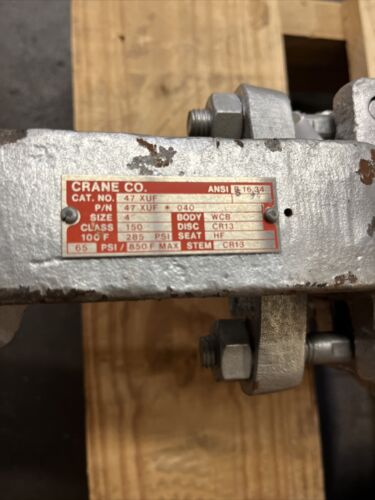 CRANE CO. ANSI B 16.34
CAT. NO. 47 XUF
P/N 47 XUF * 040
SIZE 4 BODY WCB
CLASS 150 DISC CR13
100 F 285 PSI SEAT HF
65 PSI / 850 F MAX STEM CR13